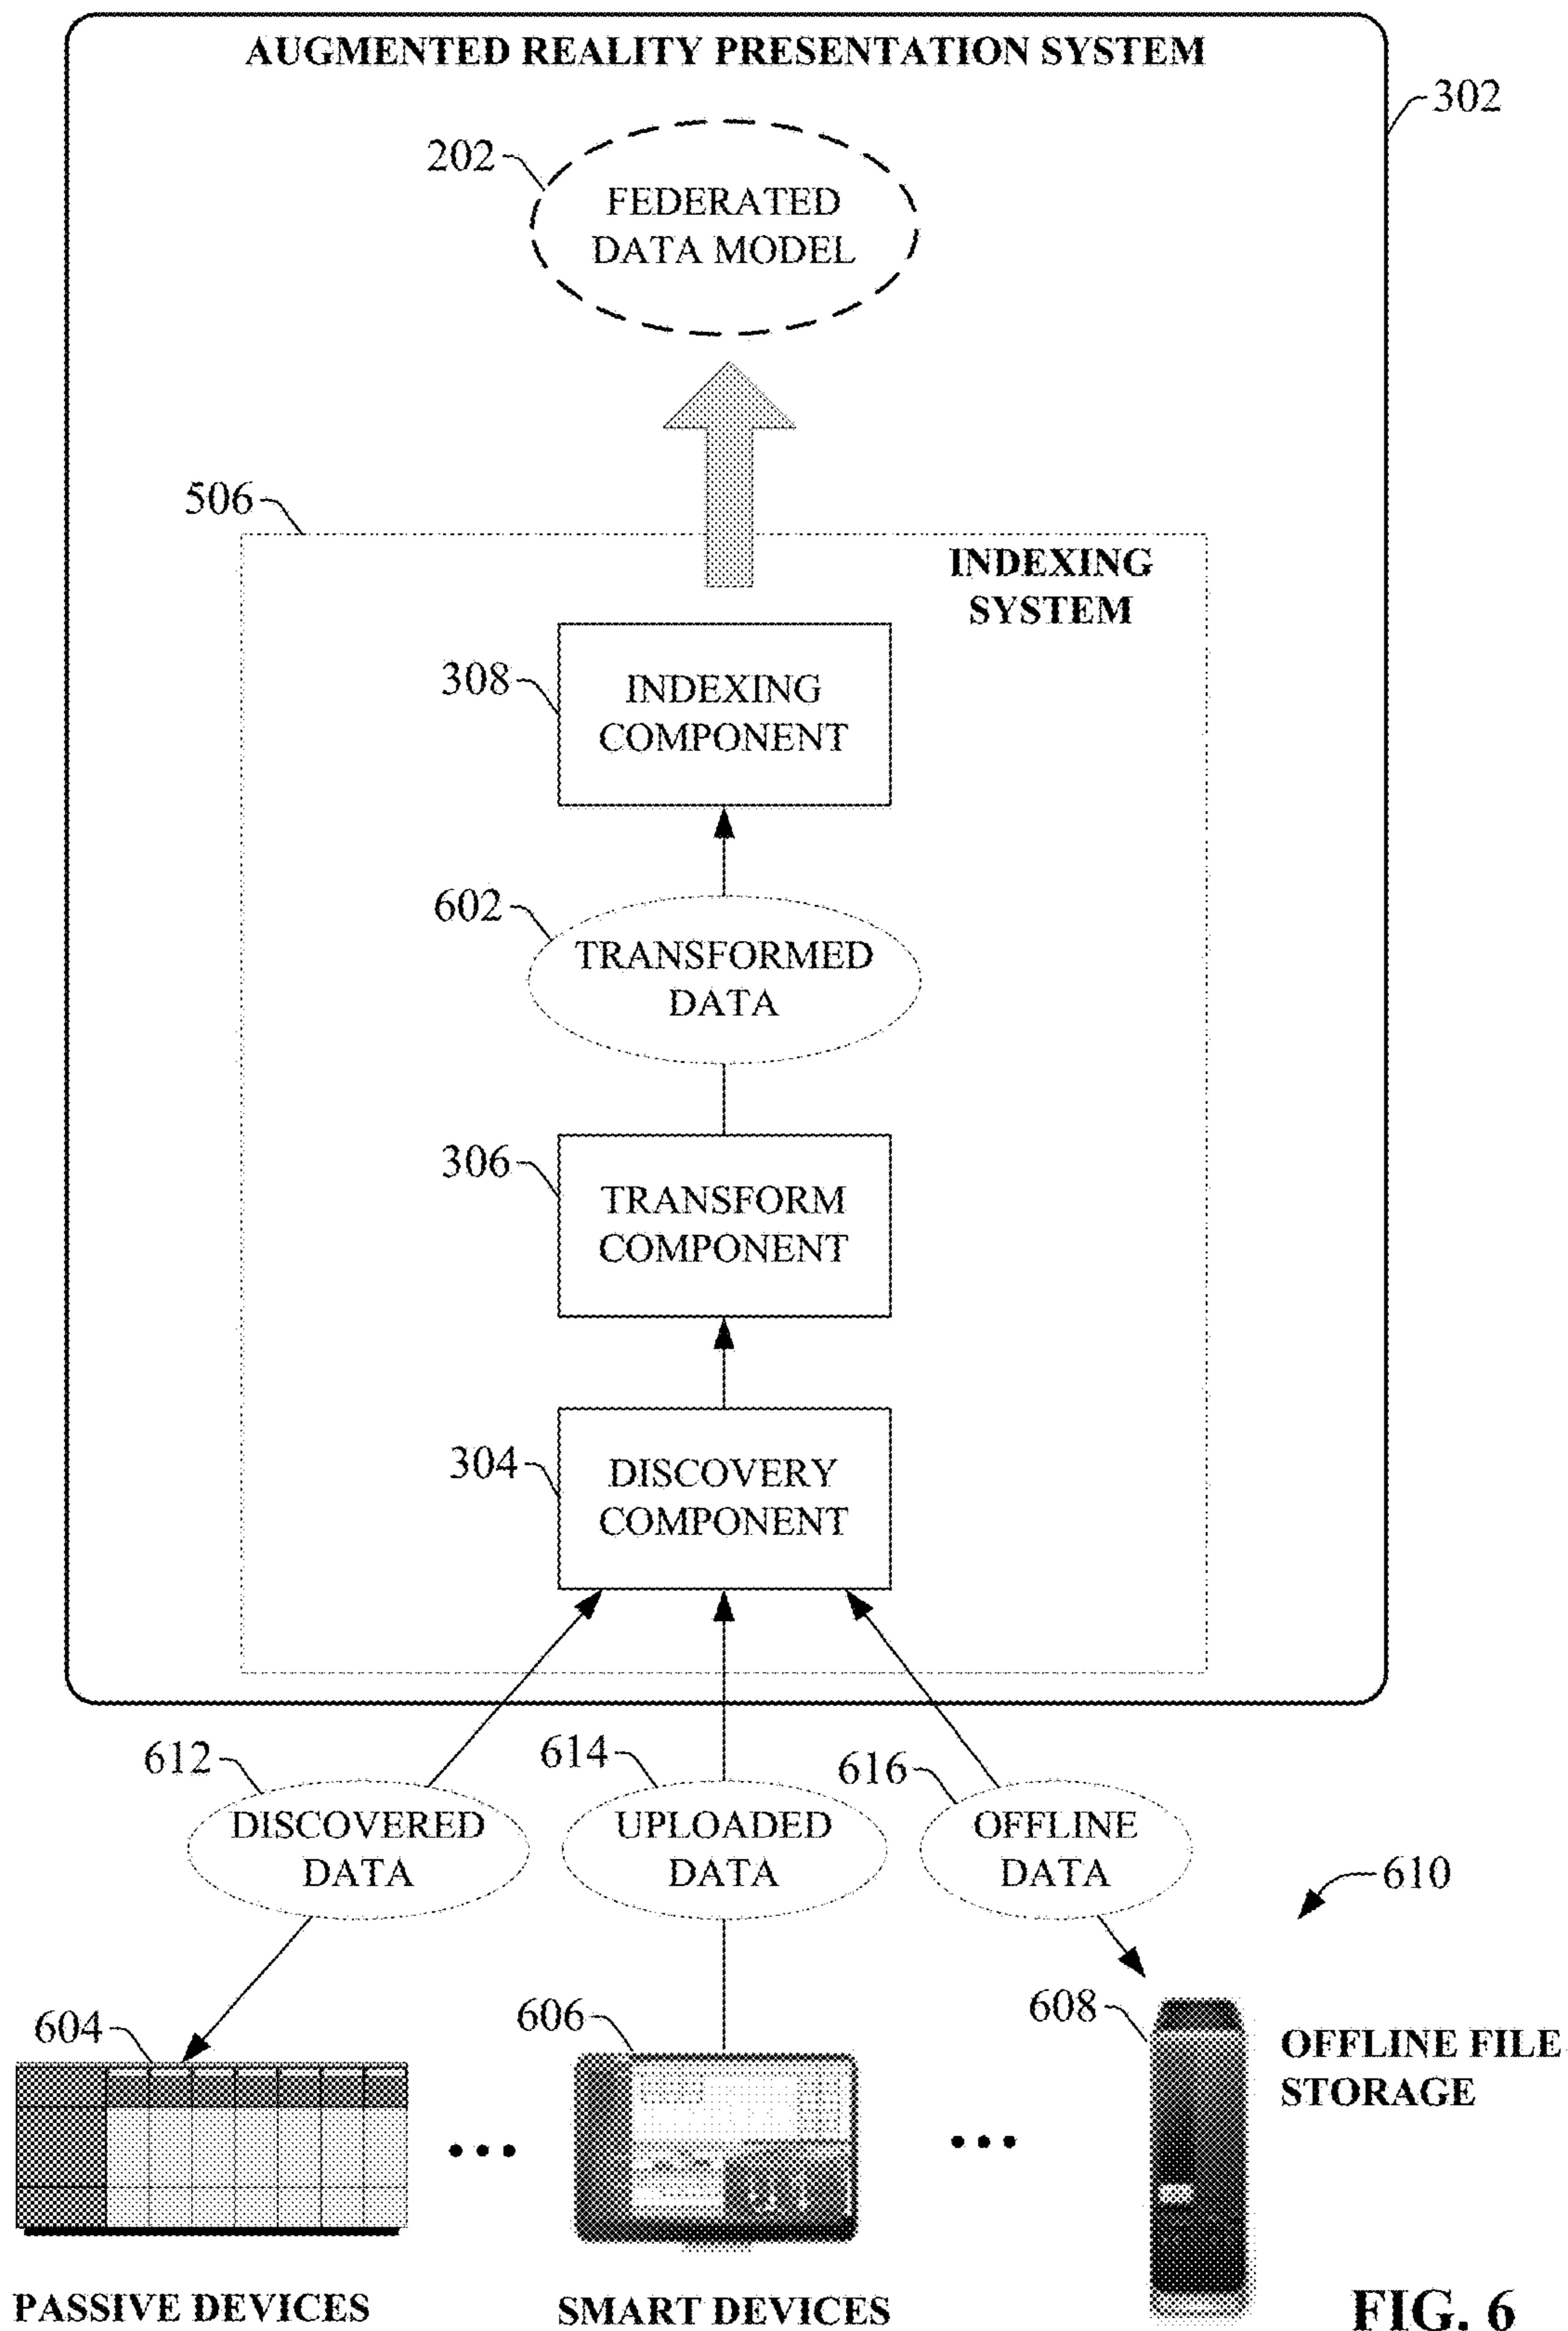 AUGMENTED REALITY PRESENTATION SYSTEM
302
202
FEDERATED
DATA MODEL
506
INDEXING
SYSTEM
308
INDEXING
COMPONENT
602
TRANSFORMED
DATA
306
TRANSFORM
COMPONENT
304
DISCOVERY
COMPONENT
612
DISCOVERED
DATA
614
UPLOADED
DATA
616
OFFLINE
DATA
610
604
606
608
OFFLINE FILE
STORAGE
PASSIVE DEVICES
SMART DEVICES
FIG. 6